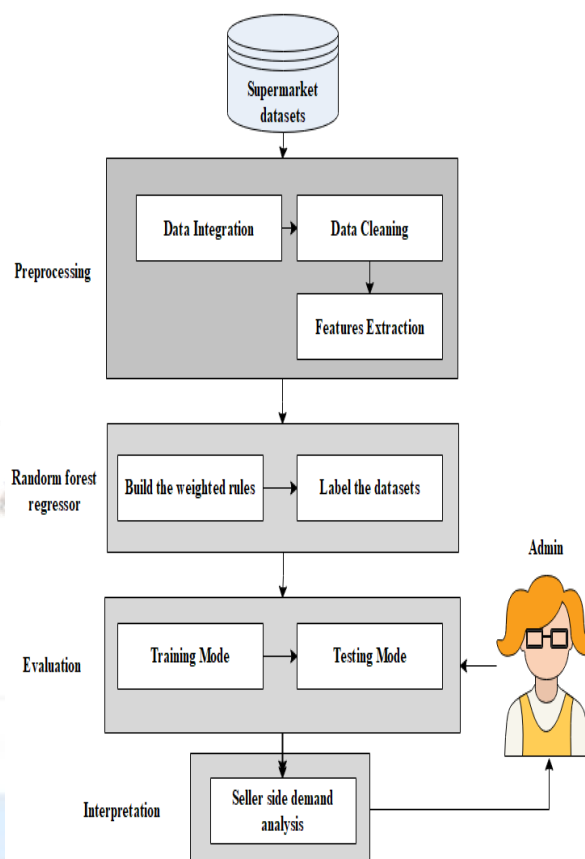 Supermarket
datasets
Data Integration
Data Cleaning
Preprocessing
Features Extraction
Randorm forest
regressor
Build the weighted rules
Label the datasets
Admin
Evaluation
Training Mode
Testing Mode
Interpretation
Seller side demand
analysis